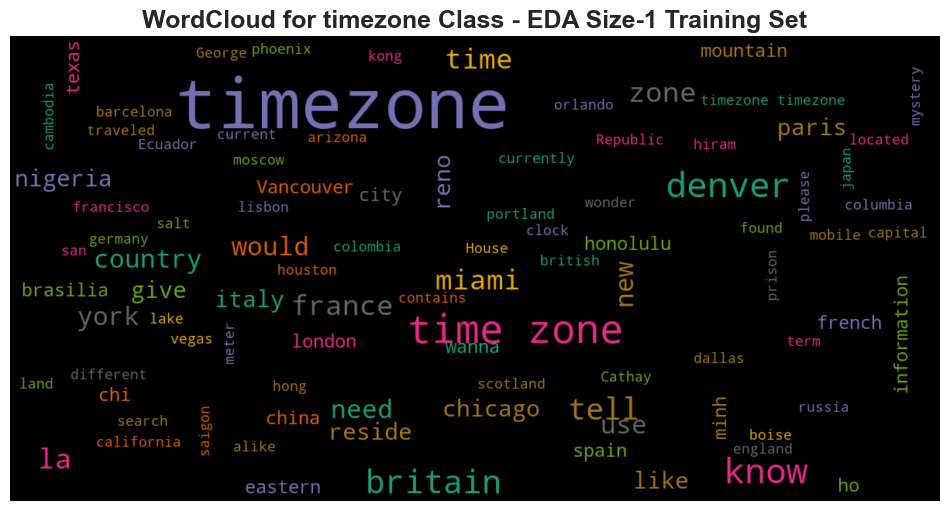 WordCloud for timezone Class - EDA Size-1 Training Set
texas
George
phoenix
kong
time
mountain
timezone
zone
timezone timezone
mystery
cambodia
barcelona
traveled
Ecuador
current
arizona
orlando
paris
Republic
hiram
located
moscow
currently
japan
nigeria
Vancouver
city
reno
denver
please
francisco
lisbon
wonder
columbia
salt
portland
clock
found
mobile
capital
san
germany
would
colombia
House
honolulu
country
houston
british
miami
new
prison
brasilia
give
italy
france
contains
information
york
lake
time zone
french
vegas
meter
london
wanna
term
dallas
land
different
hong
scotland
Cathay
chi
need
chicago
tell
minh
russia
search
saigon
china
reside
use
boise
california
alike
spain
england
la
know
eastern
britain
like
ho